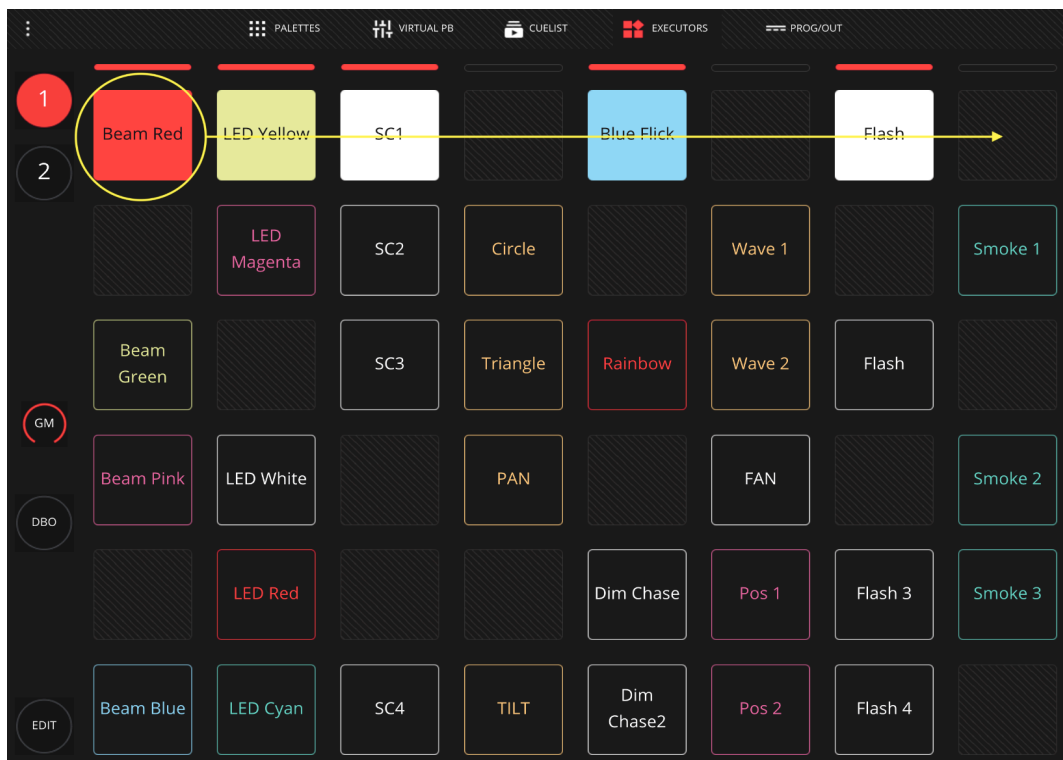 PALETTES VIRTUAL PB CUELIST EXECUTORS PROG/OUT
1
Beam Red LED Yellow SC1 Blue Flick Flash
2
LED
Magenta
SC2 Circle Wave 1 Smoke 1
Beam
Green
SC3 Triangle Rainbow Wave 2 Flash
GM
Beam Pink LED White PAN FAN Smoke 2
DBO
LED Red Dim Chase Pos 1 Flash 3 Smoke 3
Beam Blue LED Cyan SC4 TILT
Dim
Chase2
Pos 2 Flash 4
EDIT